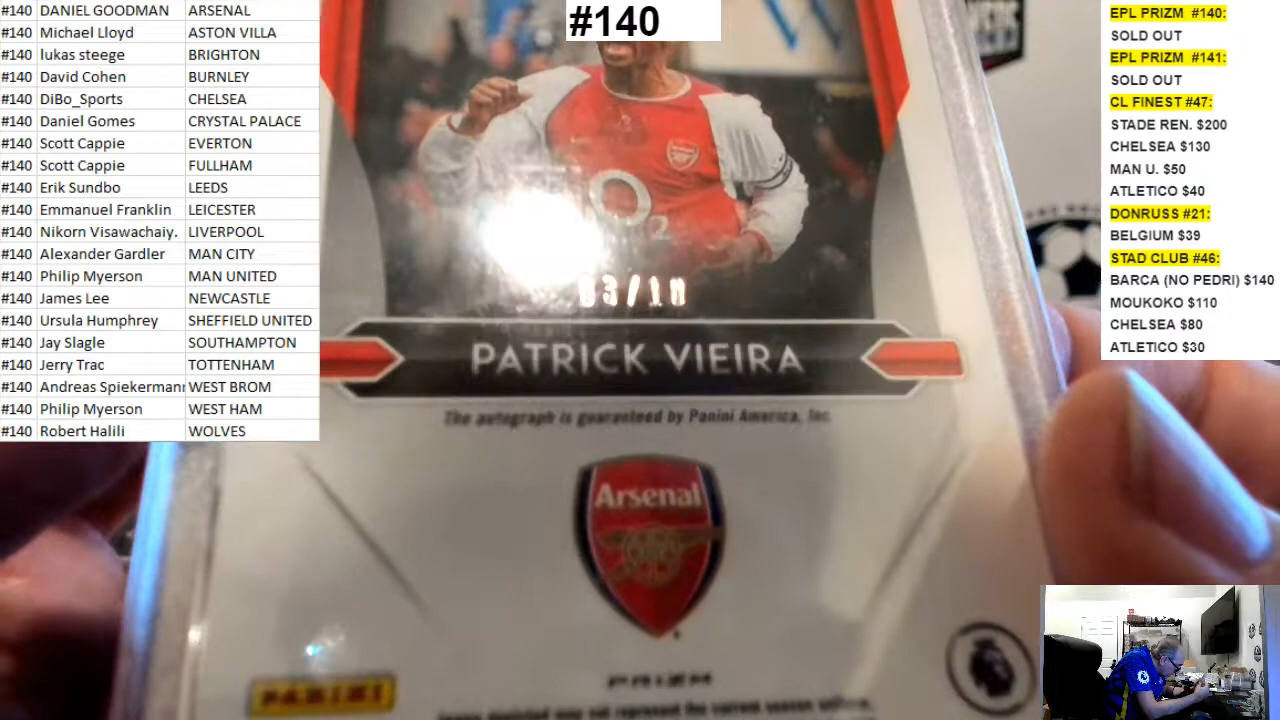 #140 DANIEL GOODMAN ARSENAL
#140 Michael Lloyd ASTON VILLA
#140 lukas steege BRIGHTON
#140 David Cohen BURNLEY
#140 DiBo_Sports CHELSEA
#140 Daniel Gomes CRYSTAL PALACE
#140 Scott Cappie EVERTON
#140 Scott Cappie FULLHAM
#140 Erik Sundbo LEEDS
#140 Emmanuel Franklin LEICESTER
#140 Nikorn Visawachaiy. LIVERPOOL
#140 Alexander Gardler MAN CITY
#140 Philip Myerson MAN UNITED
#140 James Lee NEWCASTLE
#140 Ursula Humphrey SHEFFIELD UNITED
#140 Jay Slagle SOUTHAMPTON
#140 Jerry Trac TOTTENHAM
#140 Andreas Spiekermann WEST BROM
#140 Philip Myerson WEST HAM
#140 Robert Halili WOLVES
#140
O2
03/10
PATRICK VIEIRA
The autograph is guaranteed by Panini America, Inc.
Arsenal
PANINI
EPL PRIZM #140:
SOLD OUT
EPL PRIZM #141:
SOLD OUT
CL FINEST #47:
STADE REN. $200
CHELSEA $130
MAN U. $50
ATLETICO $40
DONRUSS #21:
BELGIUM $39
STAD CLUB #46:
BARCA (NO PEDRI) $140
MOUKOKO $110
CHELSEA $80
ATLETICO $30